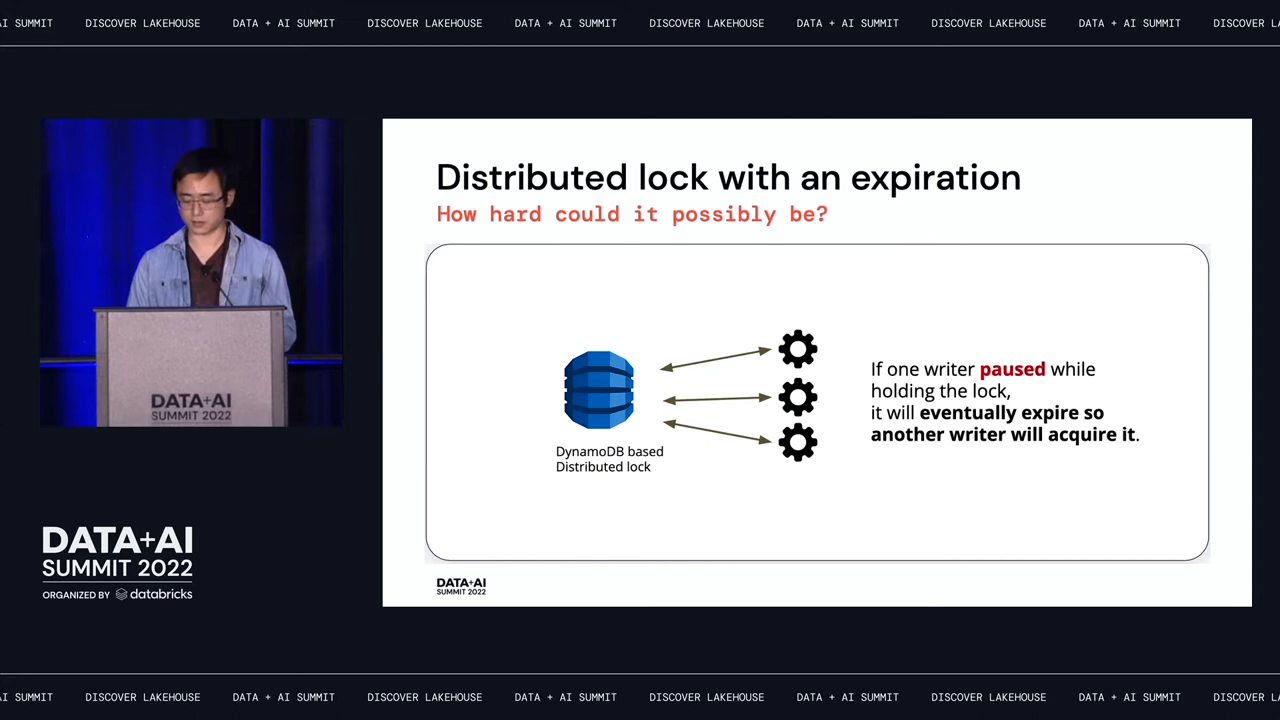 AI SUMMIT DISCOVER LAKEHOUSE DATA + AI SUMMIT DISCOVER LAKEHOUSE DATA + AI SUMMIT DISCOVER LAKEHOUSE DATA + AI SUMMIT DISCOVER LAKEHOUSE DATA + AI SUMMIT DISCOVER
Distributed lock with an expiration
How hard could it possibly be?
If one writer paused while
holding the lock,
it will eventually expire so
another writer will acquire it.
DynamoDB based
Distributed lock
DATA+AI
SUMMIT 2022
DATA+AI
SUMMIT 2022
ORGANIZED BY databricks
DATA+AI
SUMMIT 2022
AI SUMMIT DISCOVER LAKEHOUSE DATA + AI SUMMIT DISCOVER LAKEHOUSE DATA + AI SUMMIT DISCOVER LAKEHOUSE DATA + AI SUMMIT DISCOVER LAKEHOUSE DATA + AI SUMMIT DISCOVER